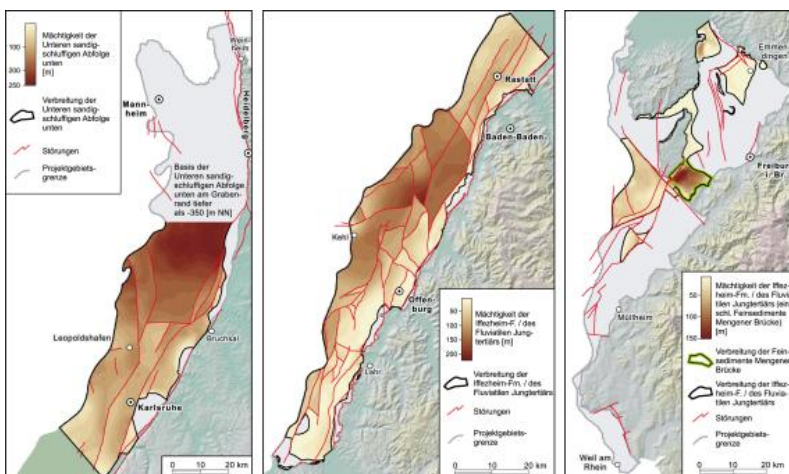 Mächtigkeit der
Unteren sandig-
schluffigen Abfolge
unten
[m]
100
200
250
Verbreitung der
Unteren sandig-
schluffigen Abfolge
unten
Störungen
Projektgebiets-
grenze
Wein-
heim
Mann-
heim
Heidelberg
Basis der
Unteren sandig-
schluffigen Abfolge
unten am Graben-
rand tiefer
als -350 [m NN]
Leopoldshafen
Bruchsal
Karlsruhe
0 10 20 km
Rastatt
Baden-Baden
Kehl
Offen-
burg
Lahr
Mächtigkeit der
Iffezheim-F. / des
Fluviatilen Jung-
tertiärs [m]
100
200
Verbreitung der
Iffezheim-Fm. / des
Fluviatilen Jungtertiärs
Störungen
Projektgebiets-
grenze
0 10 20 km
Emmen-
dingen
Freiburg
i. Br.
Müllheim
Weil am
Rhein
50
100
150
Mächtigkeit der Iffez-
heim-Fm. / des Fluvia-
tilen Jungtertiärs (ein-
schl. Feinsedimente
Mengener Brücke)
[m]
Verbreitung der Fein-
sedimente Mengener
Brücke
Verbreitung der Iffez-
heim-F. / des Fluvia-
tilen Jungtertiärs
Störungen
Projektgebiets-
grenze
0 10 20 km